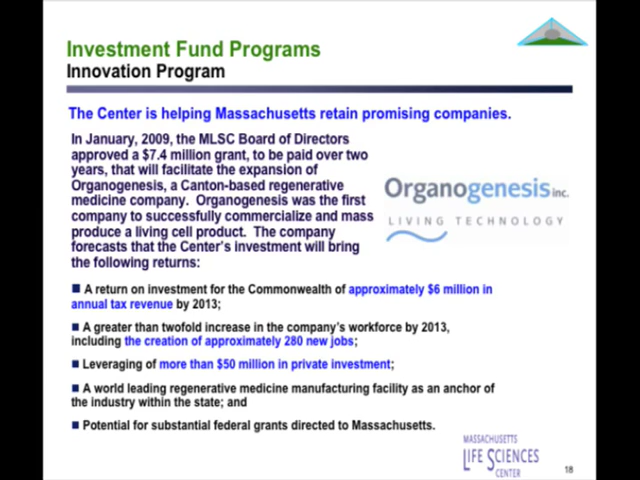 Investment Fund Programs
Innovation Program
The Center is helping Massachusetts retain promising companies.
In January, 2009, the MLSC Board of Directors
approved a $7.4 million grant, to be paid over two
years, that will facilitate the expansion of
Organogenesis, a Canton-based regenerative
medicine company. Organogenesis was the first
company to successfully commercialize and mass
produce a living cell product. The company
forecasts that the Center's investment will bring
the following returns:
Organogenesis inc.
LIVING TECHNOLOGY
■ A return on investment for the Commonwealth of approximately $6 million in
annual tax revenue by 2013;
■ A greater than twofold increase in the company's workforce by 2013,
including the creation of approximately 280 new jobs;
■ Leveraging of more than $50 million in private investment;
■ A world leading regenerative medicine manufacturing facility as an anchor of
the industry within the state; and
■ Potential for substantial federal grants directed to Massachusetts.
MASSACHUSETTS
LIFE SCIENCES
CENTER
18